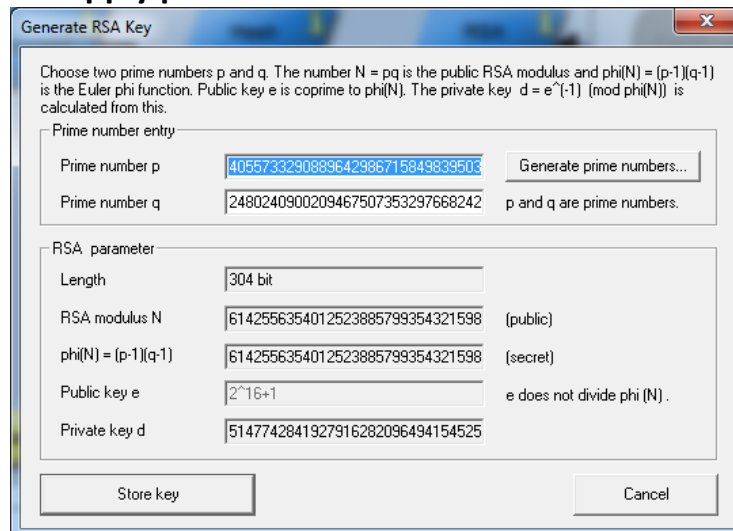 Generate RSA Key
Choose two prime numbers p and q. The number N = pq is the public RSA modulus and phi(N) = (p-1)(q-1)
is the Euler phi function. Public key e is coprime to phi(N). The private key d = e^(-1) (mod phi(N)) is
calculated from this.
Prime number entry
Prime number p 4055733290889642986715849839503 Generate prime numbers...
Prime number q 2480240900209467507353297668242 p and q are prime numbers.
RSA parameter
Length 304 bit
RSA modulus N 6142556354012523885799354321598 (public)
phi(N) = (p-1)(q-1) 6142556354012523885799354321598 (secret)
Public key e 2^16+1 e does not divide phi (N) .
Private key d 5147742841927916282096494154525
Store key Cancel